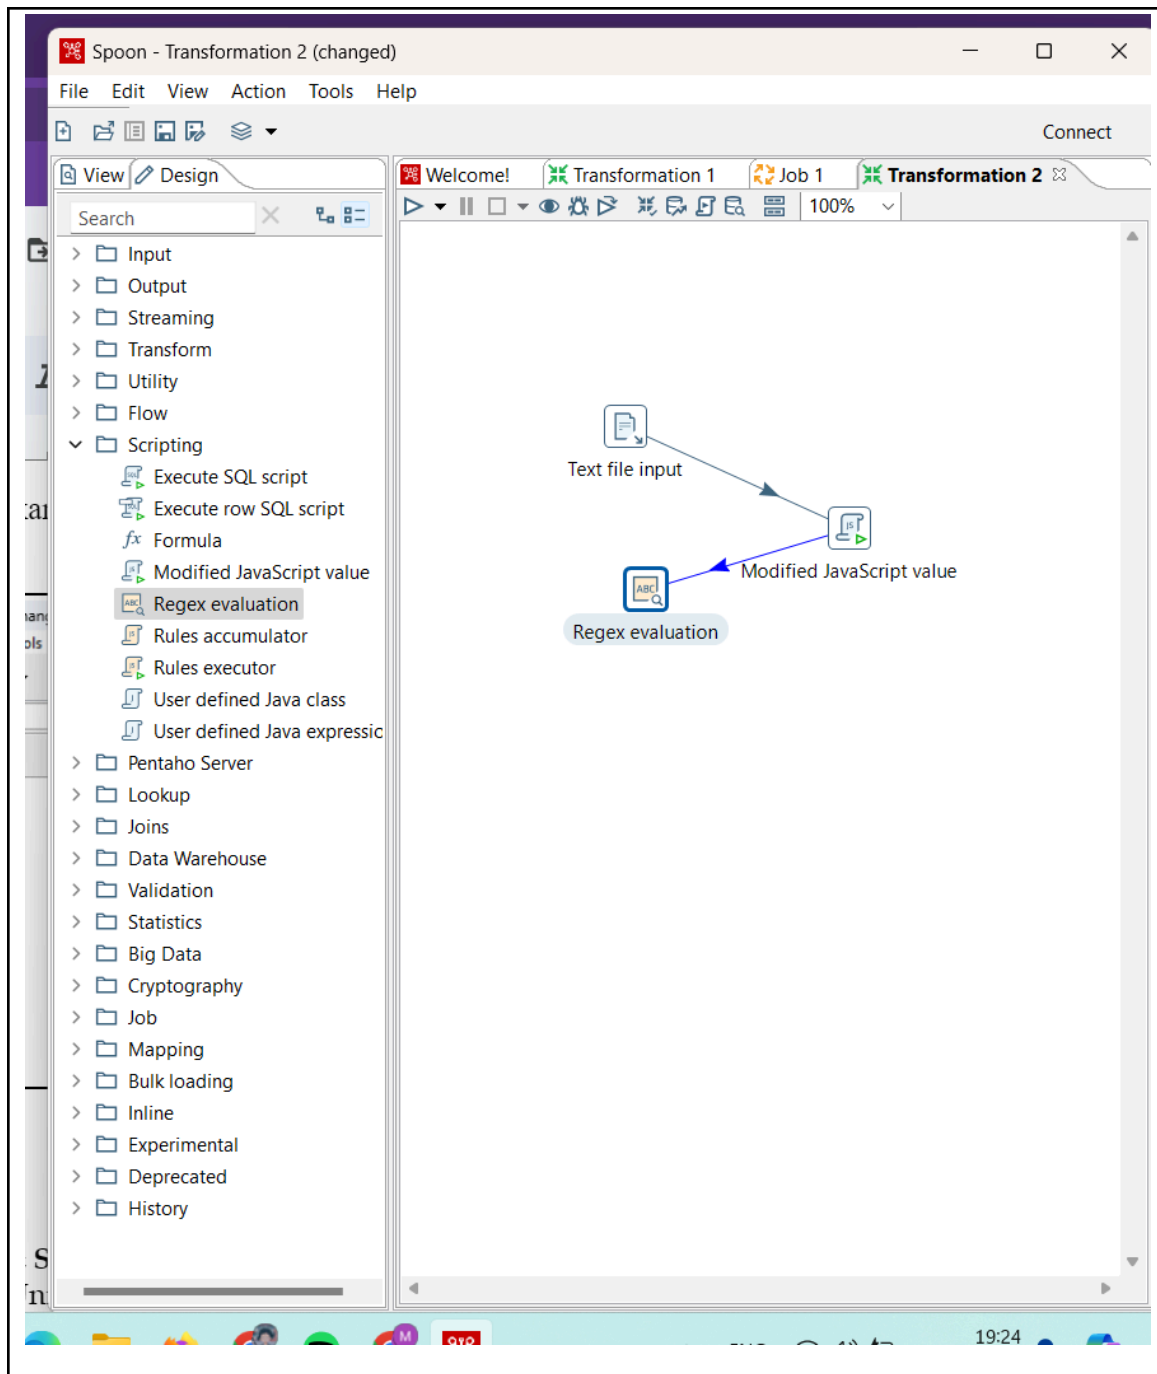 Spoon - Transformation 2 (changed)
File Edit View Action Tools Help
Connect
View Design
Welcome! Transformation 1 Job 1 Transformation 2
Search
100%
Input
Output
Streaming
Transform
Utility
Flow
Scripting
Execute SQL script
Execute row SQL script
Formula
Modified JavaScript value
Regex evaluation
Rules accumulator
Rules executor
User defined Java class
User defined Java expressic
Pentaho Server
Lookup
Joins
Data Warehouse
Validation
Statistics
Big Data
Cryptography
Job
Mapping
Bulk loading
Inline
Experimental
Deprecated
History
Text file input
Modified JavaScript value
ABC
Regex evaluation
M
19:24